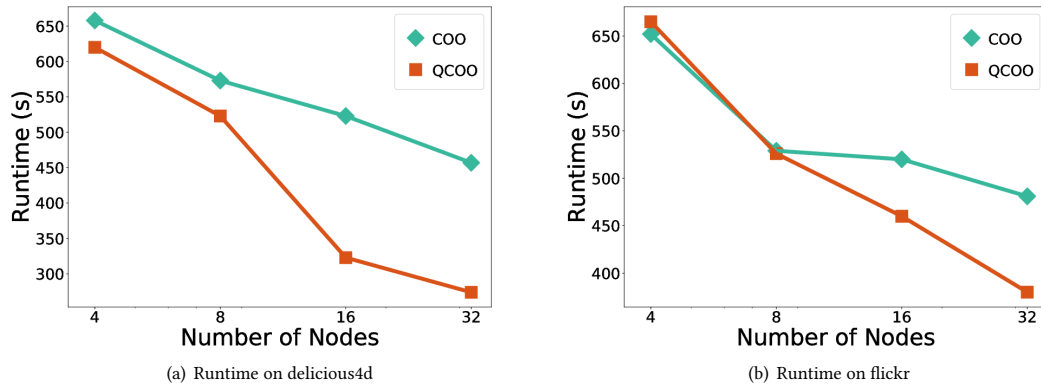 650
600
550
500
450
400
350
300
Runtime (s)
COO
QCOO
4
8
16
32
Number of Nodes
(a) Runtime on delicious4d
650
600
550
500
450
400
Runtime (s)
COO
QCOO
4
8
16
32
Number of Nodes
(b) Runtime on flickr